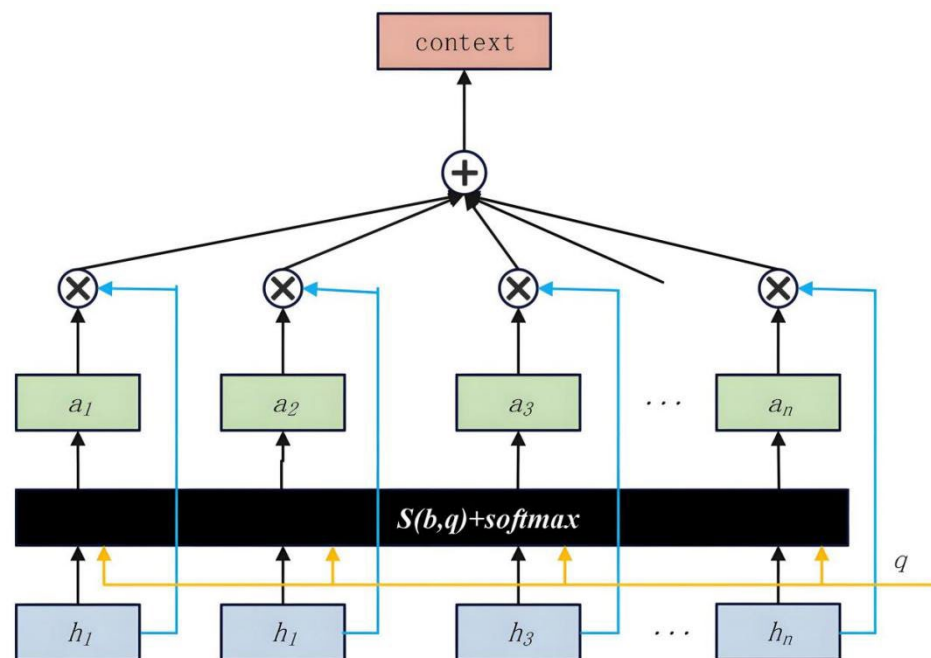 context
a1 a2 a3 ... an
S(b,q)+softmax
q
h1 h1 h3 ... hn